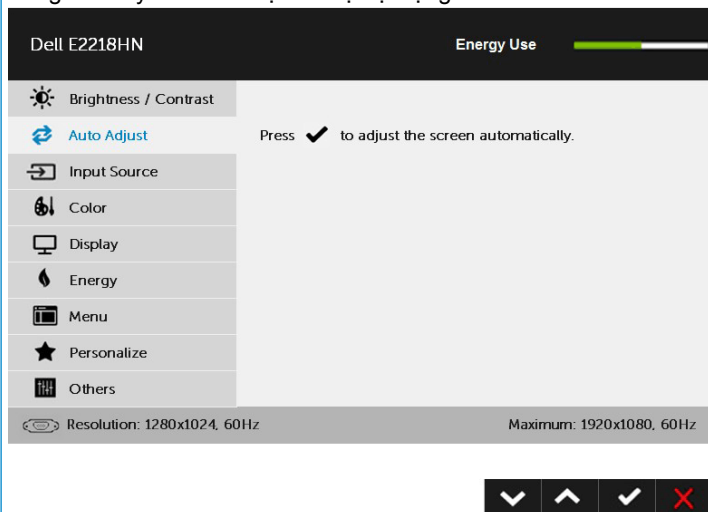 Dell E2218HN Energy Use
Brightness / Contrast
Auto Adjust Press ✔ to adjust the screen automatically.
Input Source
Color
Display
Energy
Menu
Personalize
Others
Resolution: 1280x1024, 60Hz Maximum: 1920x1080, 60Hz